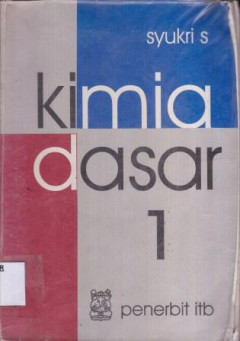 syukri s
kimia
dasar
1
penerbit itb